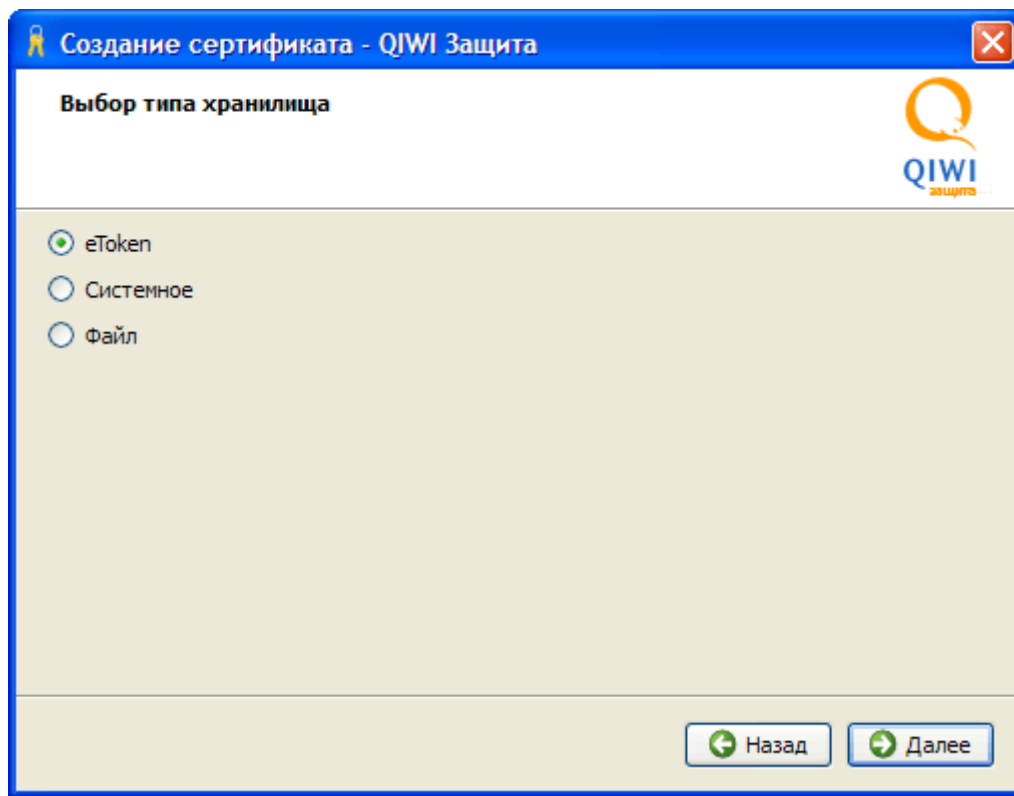 Создание сертификата - QIWI Защита
Выбор типа хранилища
QIWI
защита
eToken
Системное
Файл
Назад
Далее